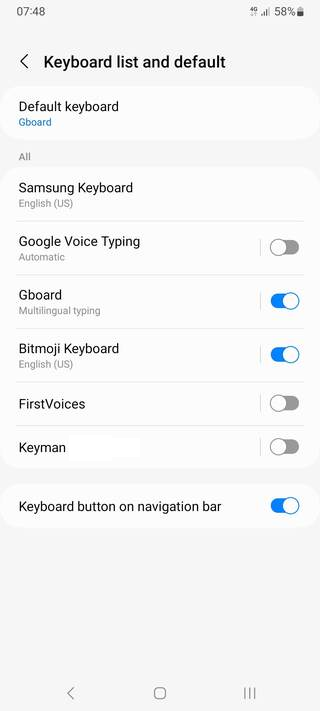 07:48
4G
58%
Keyboard list and default
Default keyboard
Gboard
All
Samsung Keyboard
English (US)
Google Voice Typing
Automatic
Gboard
Multilingual typing
Bitmoji Keyboard
English (US)
FirstVoices
Keyman
Keyboard button on navigation bar